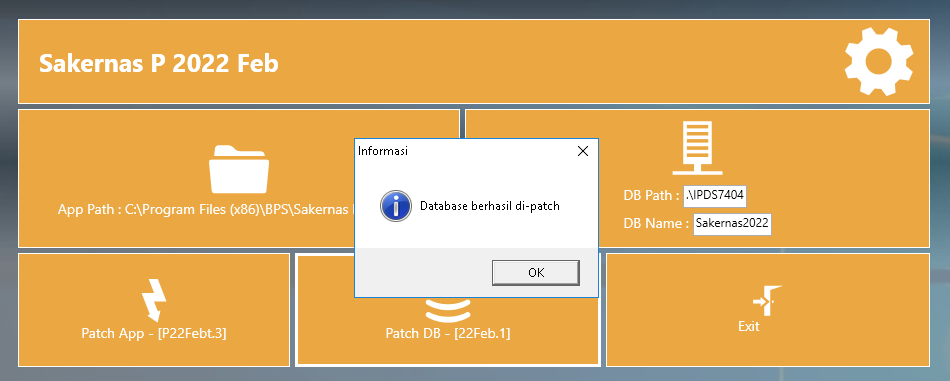 Sakernas P 2022 Feb
Informasi
App Path : C:\Program Files (x86)\BPS\Sakernas
Database berhasil di-patch
OK
DB Path : .\IPDS7404
DB Name : Sakernas2022
Patch App - [P22Febt.3]
Patch DB - [22Feb.1]
Exit